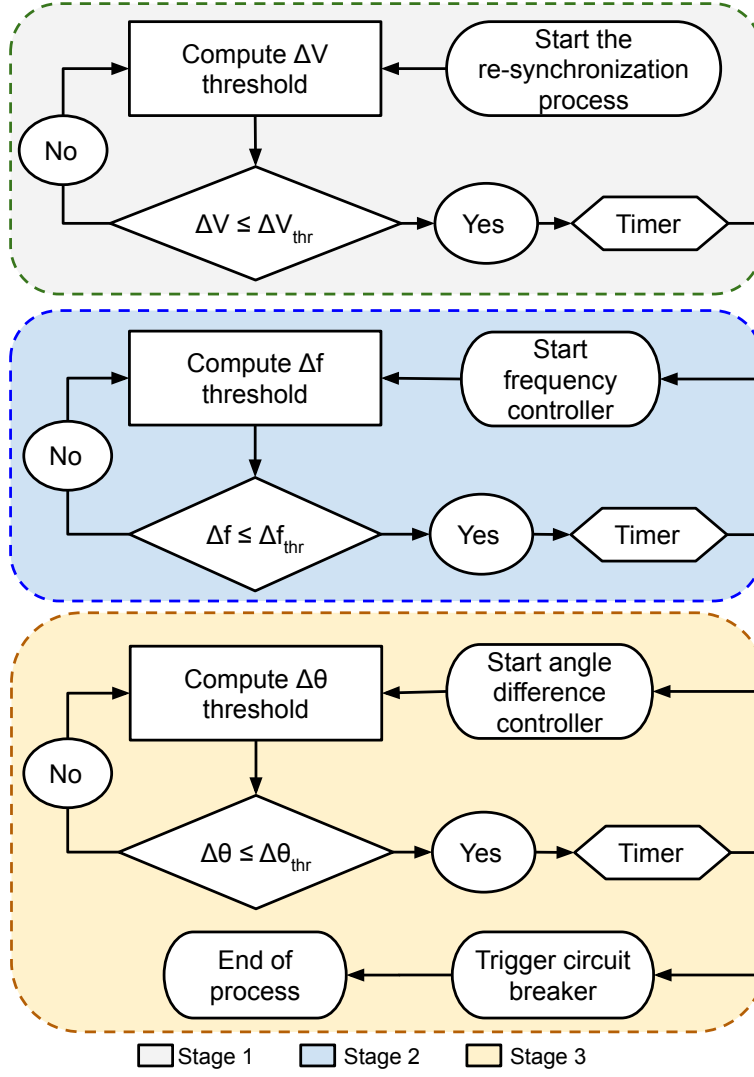 Compute ΔV
threshold
Start the
re-synchronization
process
No
ΔV ≤ ΔVthr
Yes
Timer
Compute Δf
threshold
Start
frequency
controller
No
Δf ≤ Δfthr
Yes
Timer
Compute Δθ
threshold
Start angle
difference
controller
No
Δθ ≤ Δθthr
Yes
Timer
End of
process
Trigger circuit
breaker
Stage 1
Stage 2
Stage 3